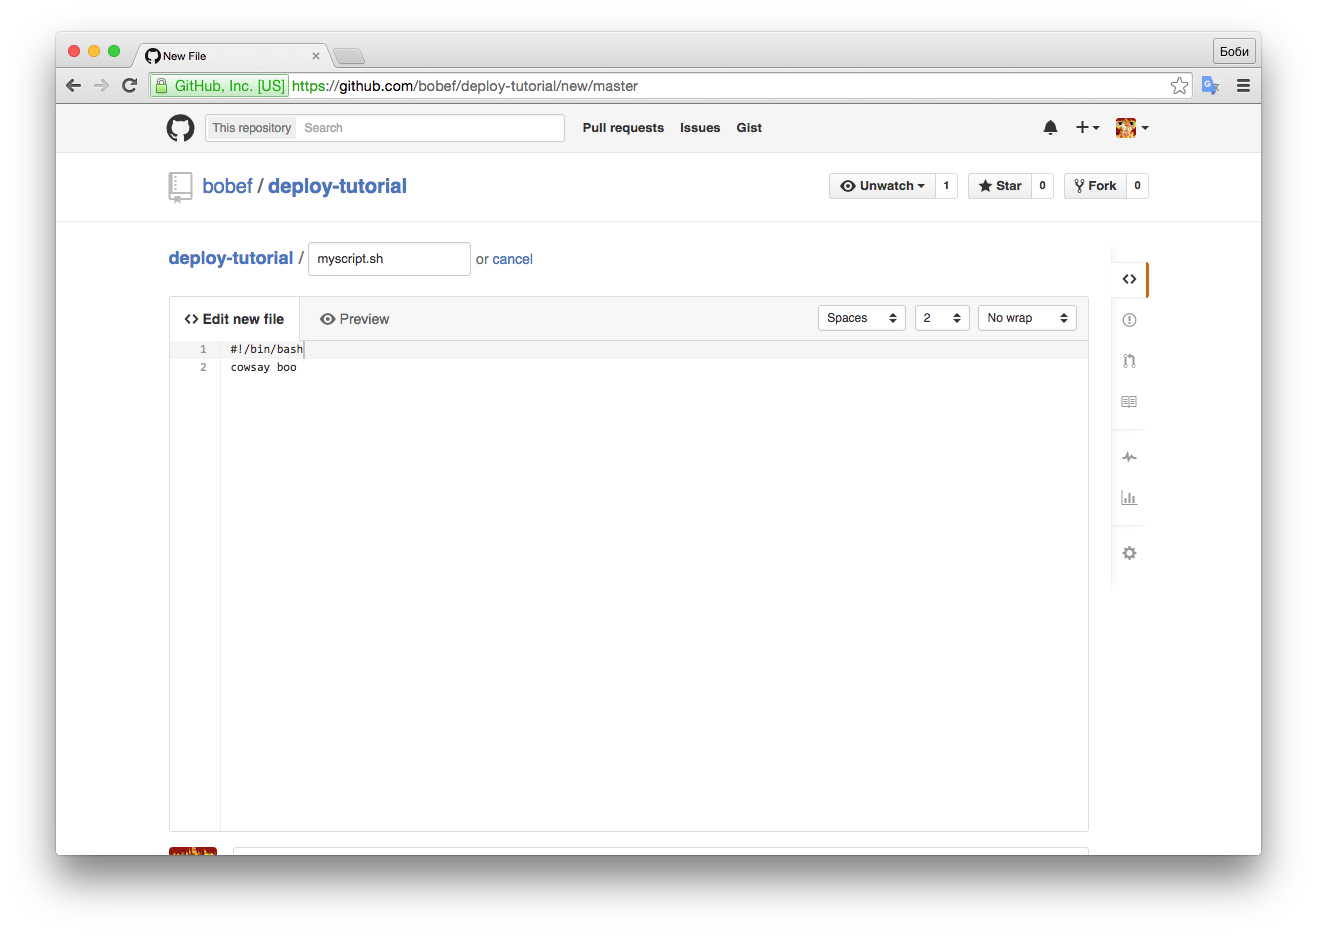 New File
Боби
GitHub, Inc. [US] https://github.com/bobef/deploy-tutorial/new/master
This repository Search Pull requests Issues Gist
bobef / deploy-tutorial Unwatch 1 Star 0 Fork 0
deploy-tutorial / myscript.sh or cancel
Edit new file Preview Spaces 2 No wrap
1 #!/bin/bash
2 cowsay boo